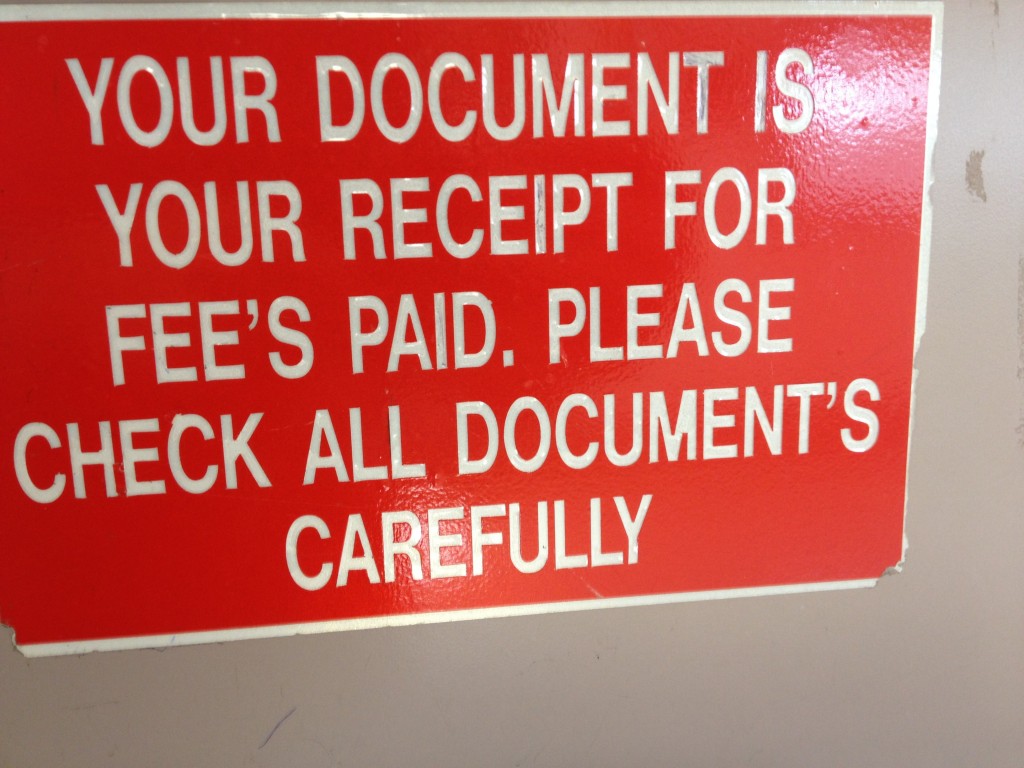 YOUR DOCUMENT IS
YOUR RECEIPT FOR
FEE'S PAID. PLEASE
CHECK ALL DOCUMENT'S
CAREFULLY